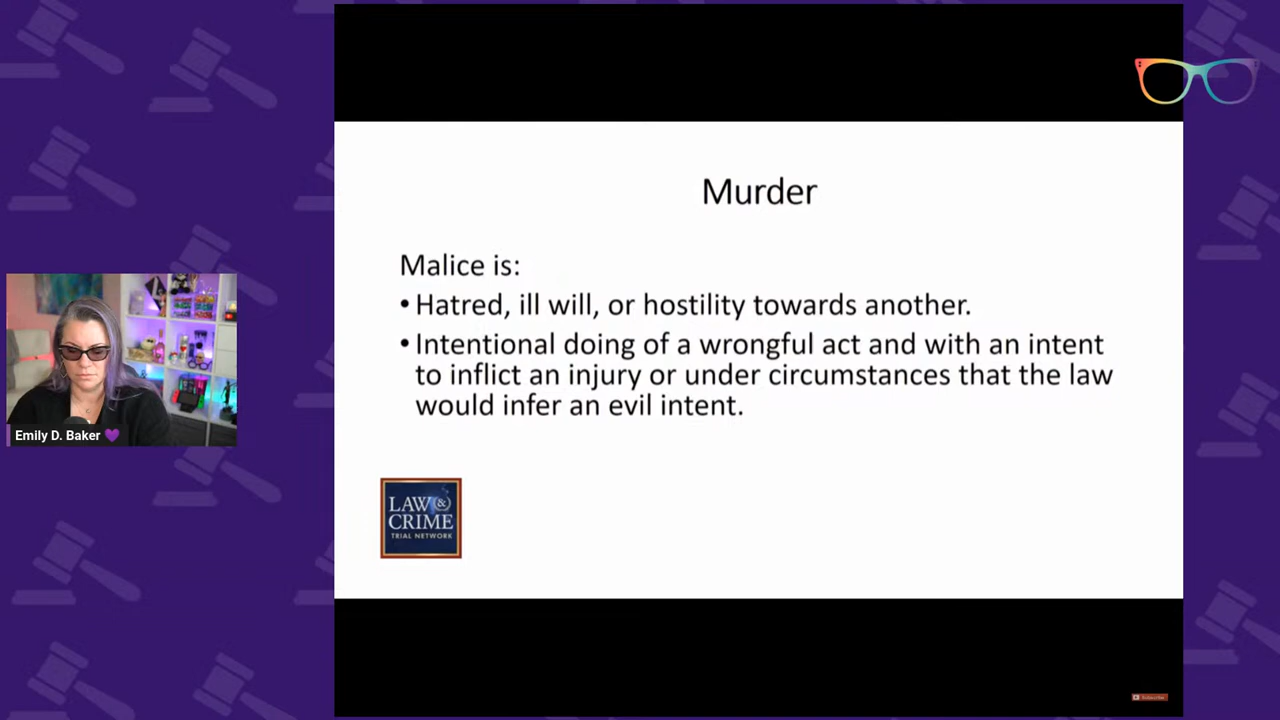 Murder
Malice is:
• Hatred, ill will, or hostility towards another.
• Intentional doing of a wrongful act and with an intent
to inflict an injury or under circumstances that the law
would infer an evil intent.
Emily D. Baker 💜
LAW &
CRIME
TRIAL NETWORK